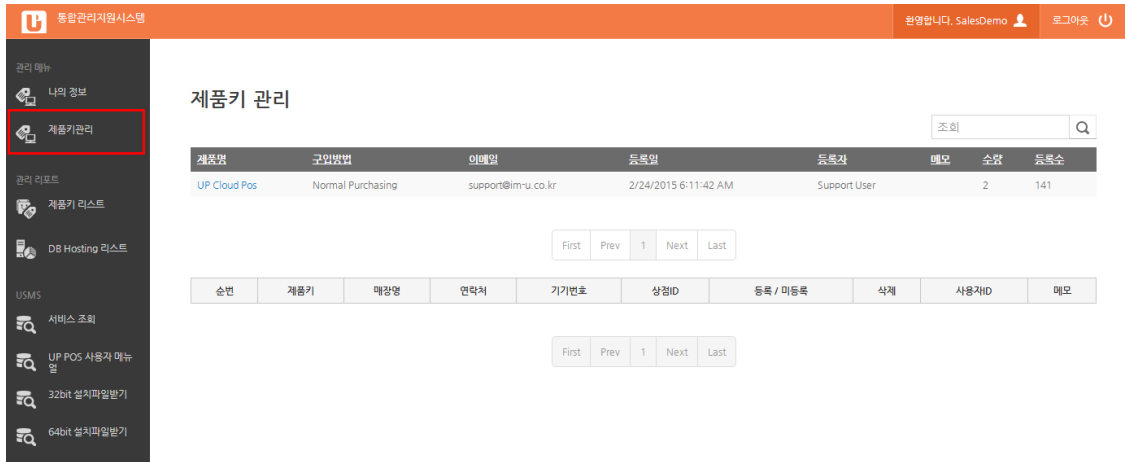 통합관리지원시스템
환영합니다, SalesDemo
로그아웃
관리 메뉴
나의 정보
제품키관리
관리 리포트
제품키 리스트
DB Hosting 리스트
USMS
서비스 조회
UP POS 사용자 메뉴
얼
32bit 설치파일받기
64bit 설치파일받기
제품키 관리
조회
제품명 구입방법 이메일 등록일 등록자 메모 수량 등록수
UP Cloud Pos Normal Purchasing support@im-u.co.kr 2/24/2015 6:11:42 AM Support User 2 141
First Prev 1 Next Last
순번 제품키 매장명 연락처 기기번호 상점ID 등록 / 미등록 삭제 사용자ID 메모
First Prev 1 Next Last